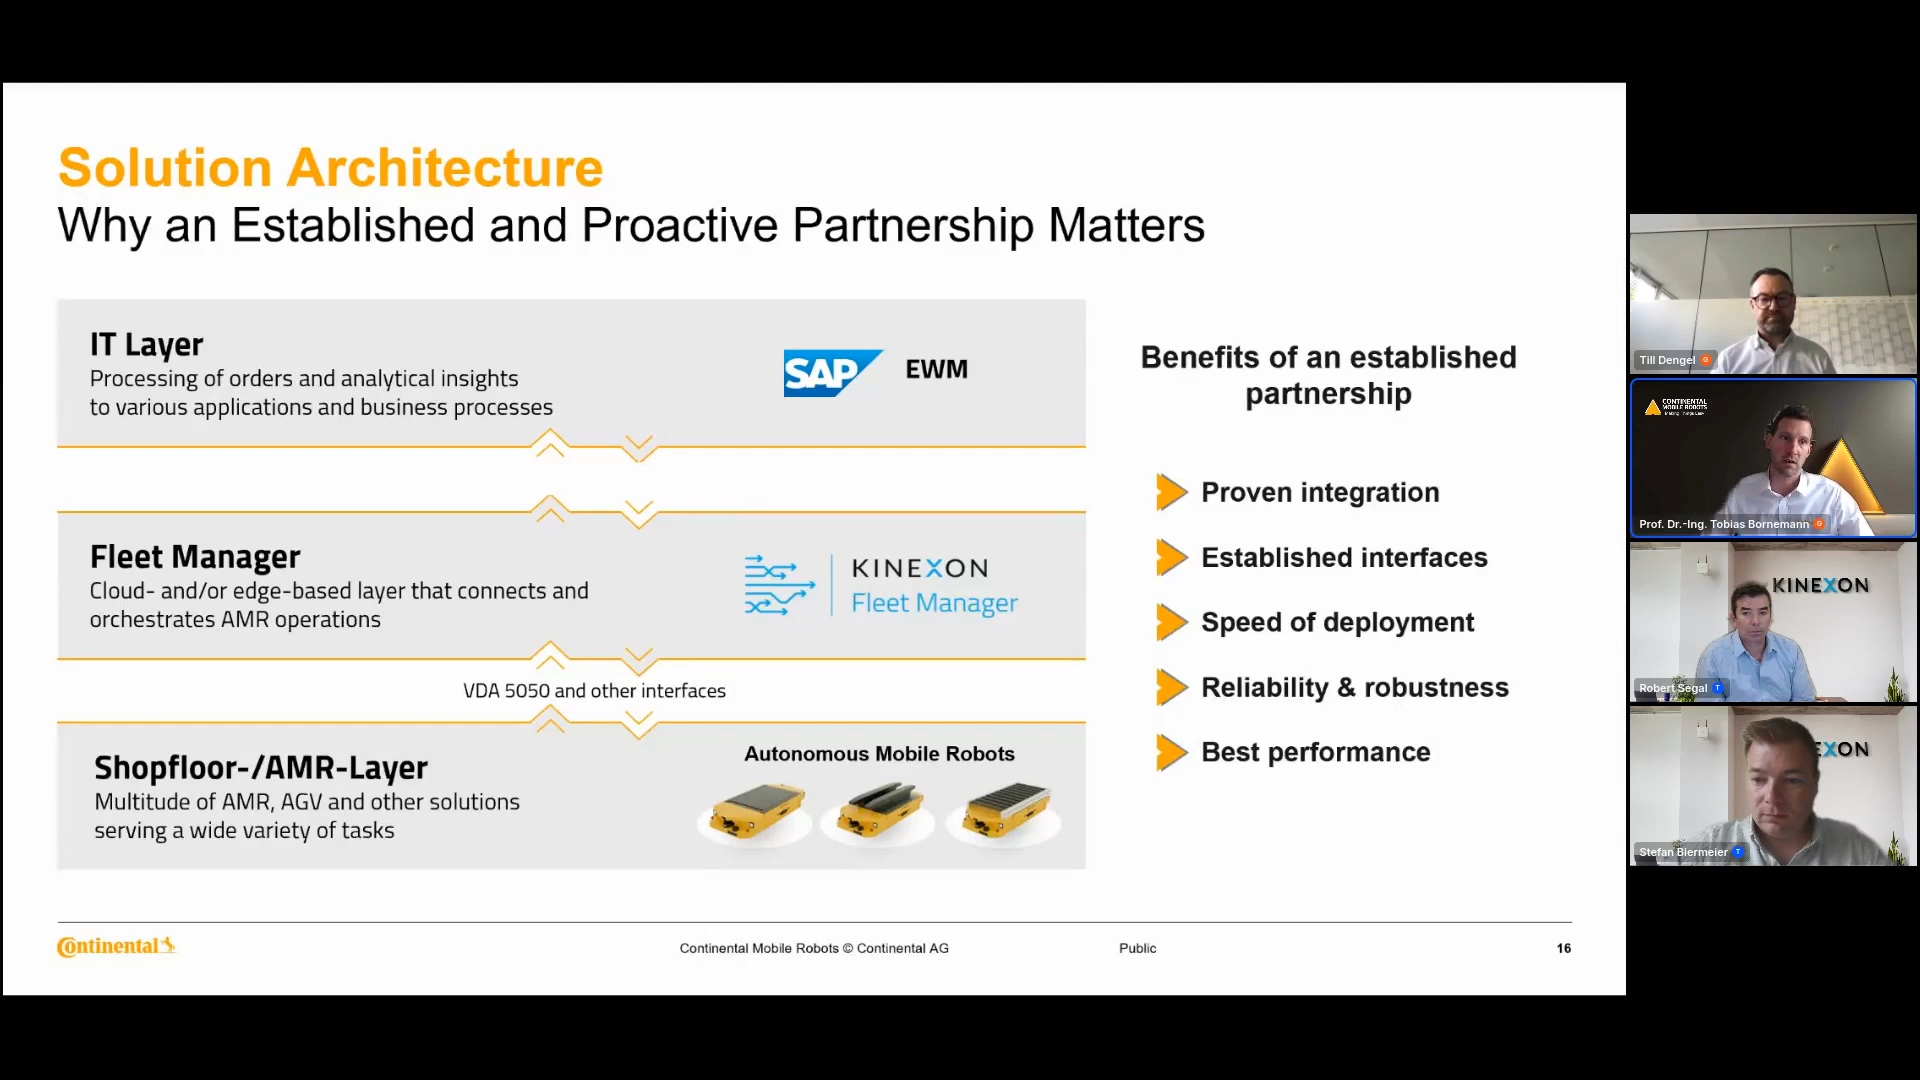 Solution Architecture
Why an Established and Proactive Partnership Matters
IT Layer
Processing of orders and analytical insights
to various applications and business processes
SAP EWM
Fleet Manager
Cloud- and/or edge-based layer that connects and
orchestrates AMR operations
KINEXON
Fleet Manager
VDA 5050 and other interfaces
Shopfloor-/AMR-Layer
Multitude of AMR, AGV and other solutions
serving a wide variety of tasks
Autonomous Mobile Robots
Benefits of an established
partnership
Proven integration
Established interfaces
Speed of deployment
Reliability & robustness
Best performance
Continental
Continental Mobile Robots © Continental AG
Public
16
Till Dengel G
CONTINENTAL
MOBILE ROBOTS
Making Things Easy
Prof. Dr.-Ing. Tobias Bornemann G
KINEXON
Robert Segal T
EXON
Stefan Biermeier T